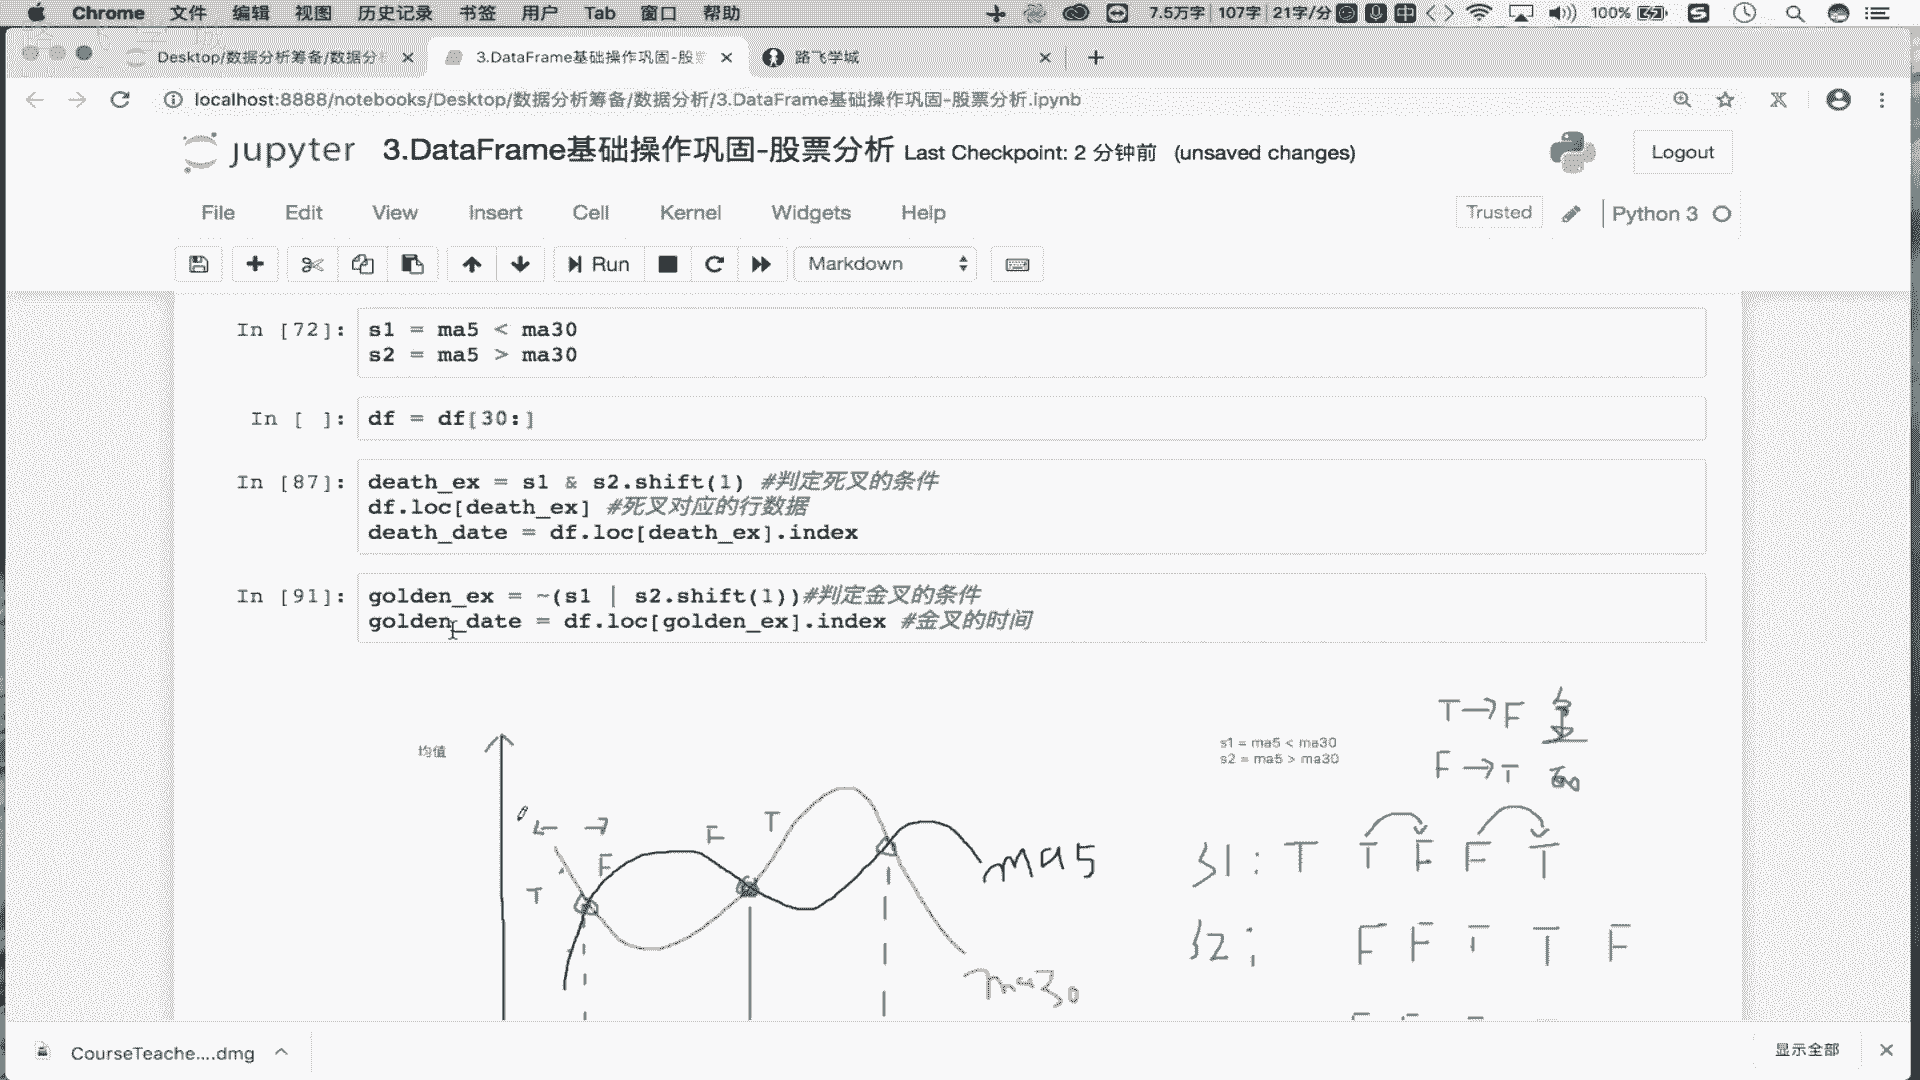 Chrome 文件 编辑 视图 历史记录 书签 用户 Tab 窗口 帮助 7.5万字 107字 21字/分 中 100%
Desktop/数据分析筹备/数据分 3.DataFrame基础操作巩固-股票 路飞学城
localhost:8888/notebooks/Desktop/数据分析筹备/数据分析/3.DataFrame基础操作巩固-股票分析.ipynb
jupyter 3.DataFrame基础操作巩固-股票分析 Last Checkpoint: 2 分钟前 (unsaved changes) Logout
File Edit View Insert Cell Kernel Widgets Help Trusted Python 3
Run Markdown
In [72]: s1 = ma5 < ma30
s2 = ma5 > ma30
In [ ]: df = df[30:]
In [87]: death_ex = s1 & s2.shift(1) #判定死叉的条件
df.loc[death_ex] #死叉对应的行数据
death_date = df.loc[death_ex].index
In [91]: golden_ex = ~(s1 | s2.shift(1))#判定金叉的条件
golden_date = df.loc[golden_ex].index #金叉的时间
T→F 金
均值
s1 = ma5 < ma30
s2 = ma5 > ma30
F→T
F T
T F
ma5
S1: T T F F T
S2: F F T T F
ma30
CourseTeache....dmg 显示全部